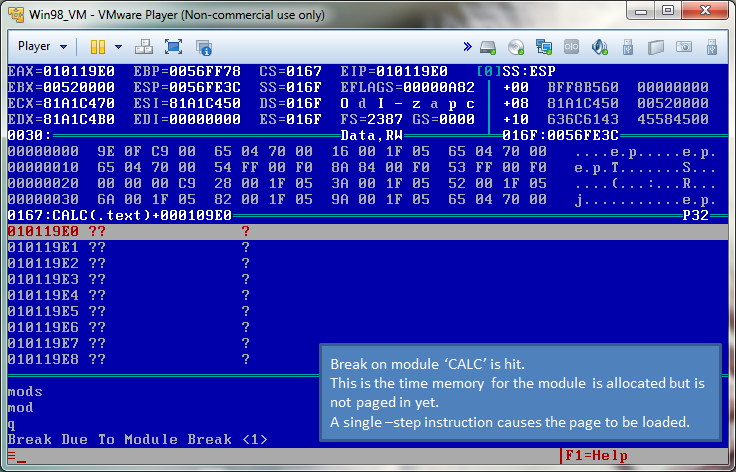 Win98_VM - VMware Player (Non-commercial use only)
Player
EAX=010119E0 EBP=0056FF78 CS=0167 EIP=010119E0 [0]SS:ESP
EBX=00520000 ESP=0056FE3C SS=016F EFLAGS=00000A82 +00 BFF8B560 00000000
ECX=81A1C470 ESI=81A1C450 DS=016F O d I-z a p c +08 81A1C450 00520000
EDX=81A1C4B0 EDI=00000000 ES=016F FS=2387 GS=0000 +10 636C6143 45584500
0030: Data,RW 016F:0056FE3C
00000000 9E 0F C9 00 65 04 70 00 16 00 1F 05 65 04 70 00 ....e.p.....e.p.
00000010 65 04 70 00 54 FF 00 F0 8A 84 00 F0 53 FF 00 F0 e.p.T.......S...
00000020 00 00 00 C9 28 00 1F 05 3A 00 1F 05 52 00 1F 05 ....(...:...R...
00000030 6A 00 1F 05 82 00 1F 05 9A 00 1F 05 65 04 70 00 j...........e.p.
0167:CALC(.text)+000109E0 P32
010119E0 ?? ?
010119E1 ?? ?
010119E2 ?? ?
010119E3 ?? ?
010119E4 ?? ?
010119E5 ?? ?
010119E6 ?? ?
010119E7 ?? ?
010119E8 ?? ?
Break on module ‘CALC’ is hit.
This is the time memory for the module is allocated but is
not paged in yet.
A single –step instruction causes the page to be loaded.
mods
mod
q
Break Due To Module Break <1>
≡_ F1=Help